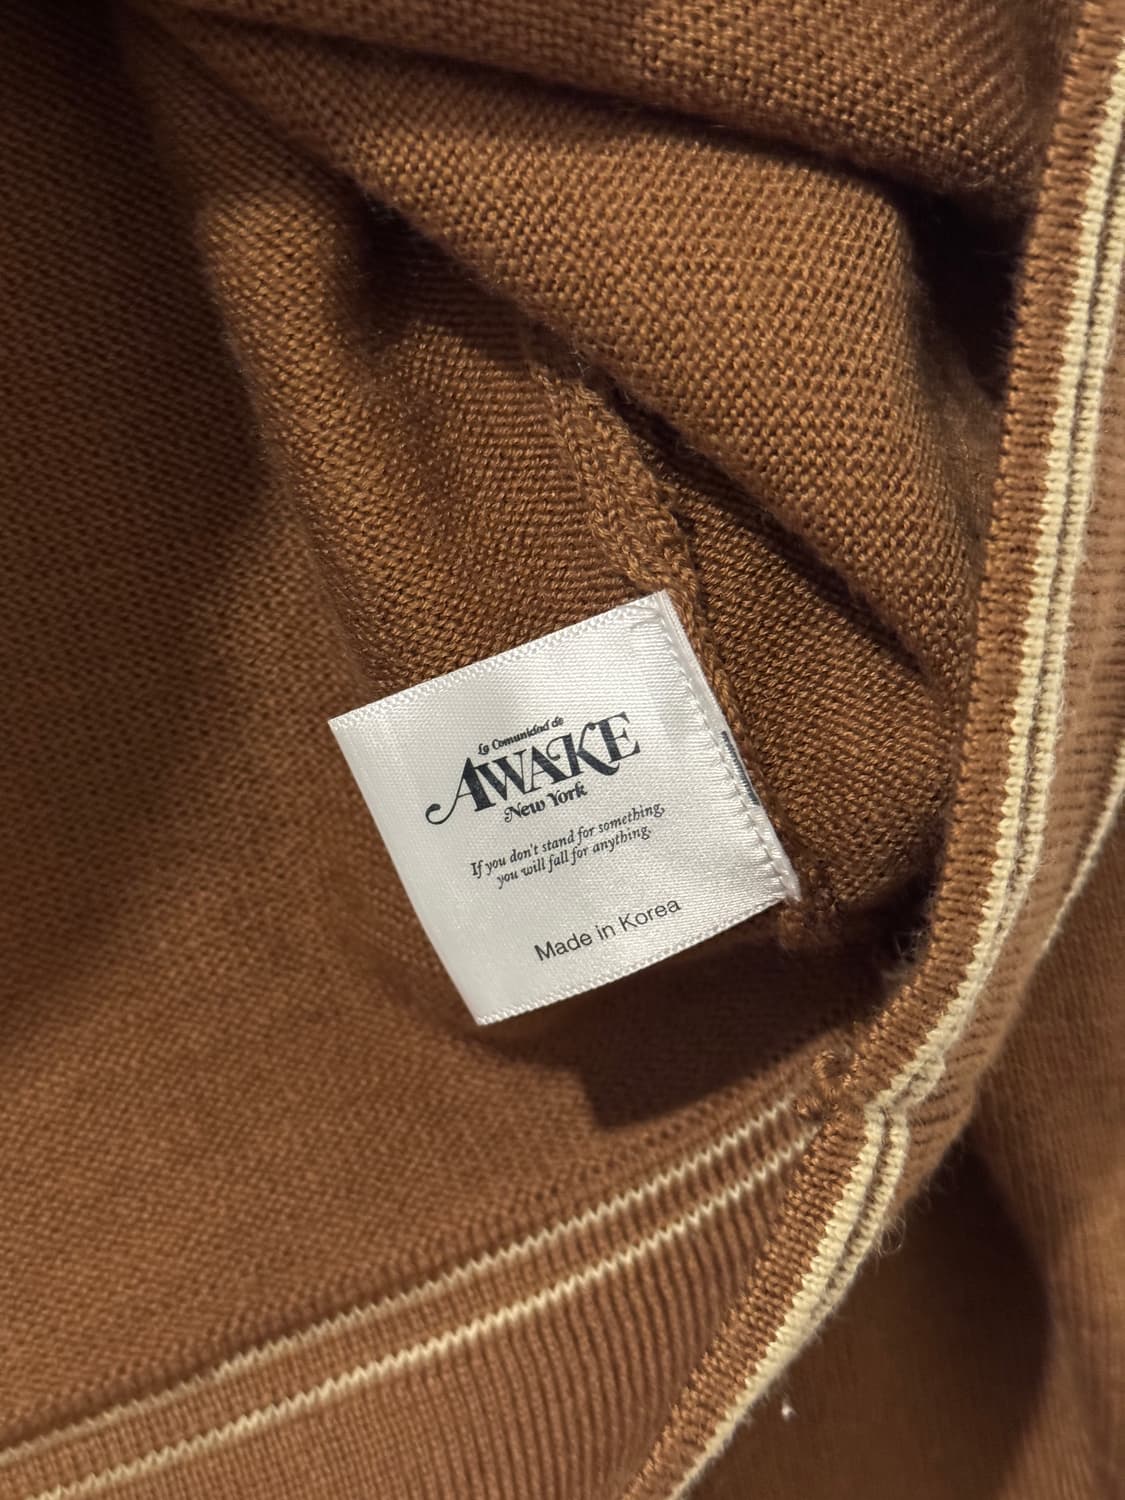 La Comunidad de
AWAKE
New York
If you don't stand for something,
you will fall for anything.
Made in Korea